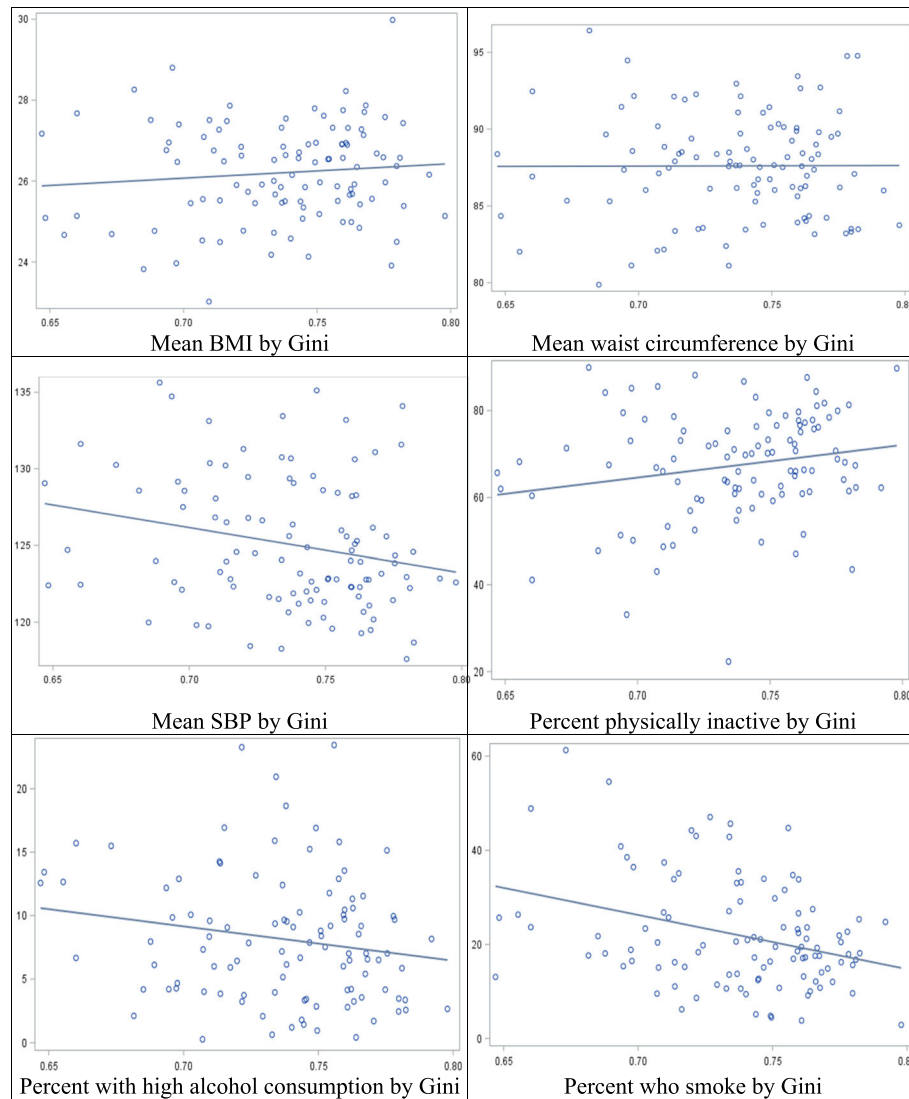 30
28
26
24
0.65 0.70 0.75 0.80
Mean BMI by Gini
95
90
85
80
0.65 0.70 0.75 0.80
Mean waist circumference by Gini
135
130
125
120
0.65 0.70 0.75 0.80
Mean SBP by Gini
80
60
40
20
0.65 0.70 0.75 0.80
Percent physically inactive by Gini
20
15
10
5
0
0.65 0.70 0.75 0.80
Percent with high alcohol consumption by Gini
60
40
20
0
0.65 0.70 0.75 0.80
Percent who smoke by Gini